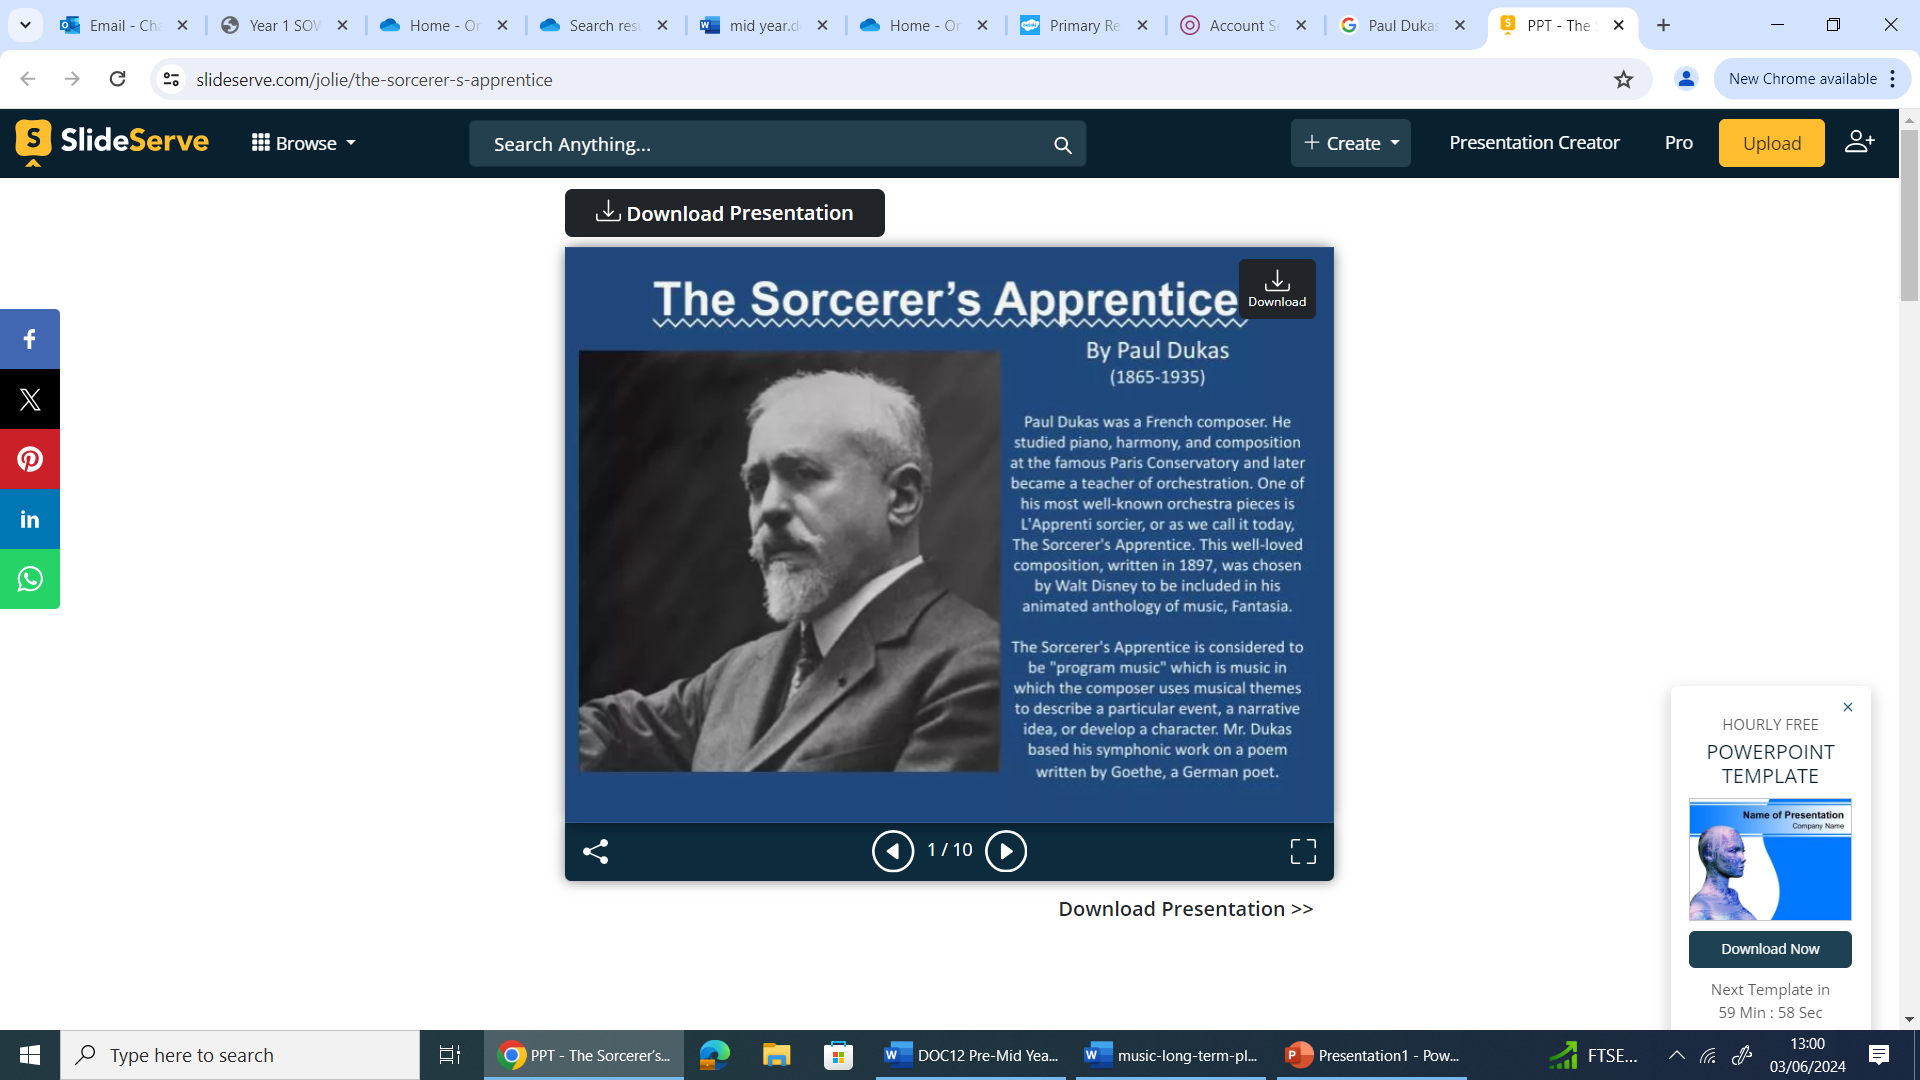 Email - Cha
Year 1 SOV
Home - Or
Search resu
mid year.d
Home - Or
Primary Re
Account Se
Paul Dukas
PPT - The S
slideserve.com/jolie/the-sorcerer-s-apprentice
New Chrome available
SlideServe
Browse
Search Anything...
Create
Presentation Creator
Pro
Upload
Download Presentation
The Sorcerer's Apprentice
Download
By Paul Dukas
(1865-1935)
Paul Dukas was a French composer. He
studied piano, harmony, and composition
at the famous Paris Conservatory and later
became a teacher of orchestration. One of
his most well-known orchestra pieces is
L'Apprenti sorcier, or as we call it today,
The Sorcerer's Apprentice. This well-loved
composition, written in 1897, was chosen
by Walt Disney to be included in his
animated anthology of music, Fantasia.
The Sorcerer's Apprentice is considered to
be "program music" which is music in
which the composer uses musical themes
to describe a particular event, a narrative
idea, or develop a character. Mr. Dukas
based his symphonic work on a poem
written by Goethe, a German poet.
1 / 10
Download Presentation >>
HOURLY FREE
POWERPOINT
TEMPLATE
Name of Presentation
Company Name
Download Now
Next Template in
59 Min : 58 Sec
Type here to search
PPT - The Sorcerer's...
DOC12 Pre-Mid Yea...
music-long-term-pl...
Presentation1 - Pow...
FTSE...
13:00
03/06/2024